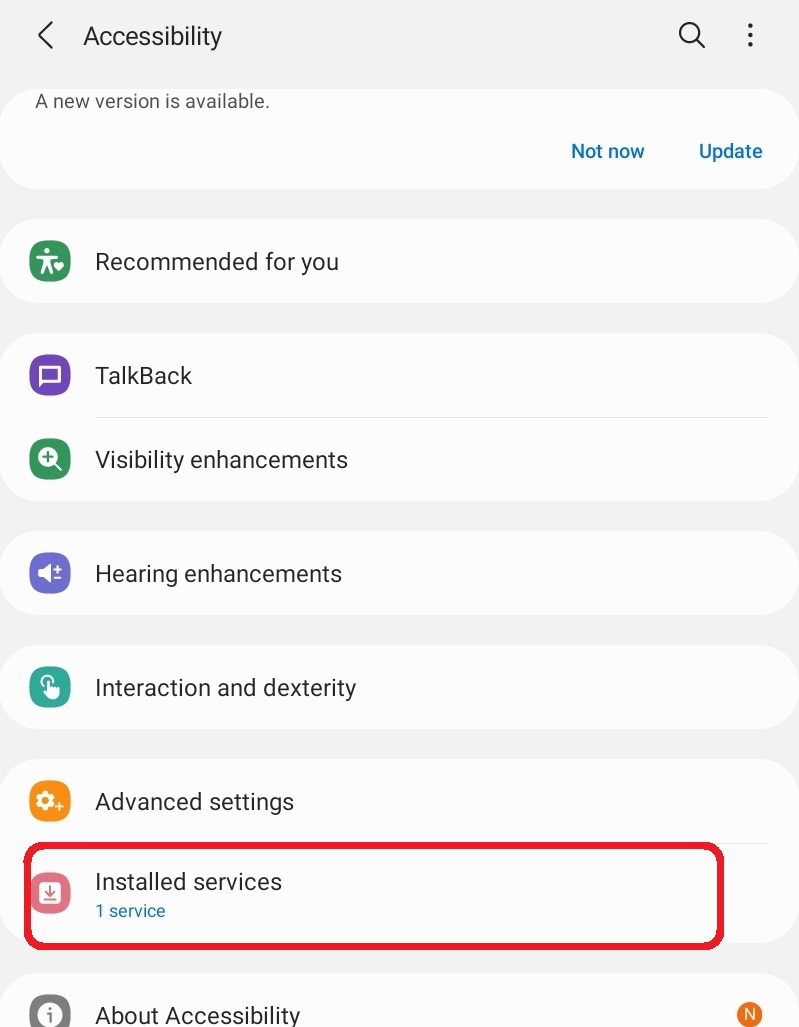 Accessibility
A new version is available.
Not now Update
Recommended for you
TalkBack
Visibility enhancements
Hearing enhancements
Interaction and dexterity
Advanced settings
Installed services
1 service
About Accessibility N